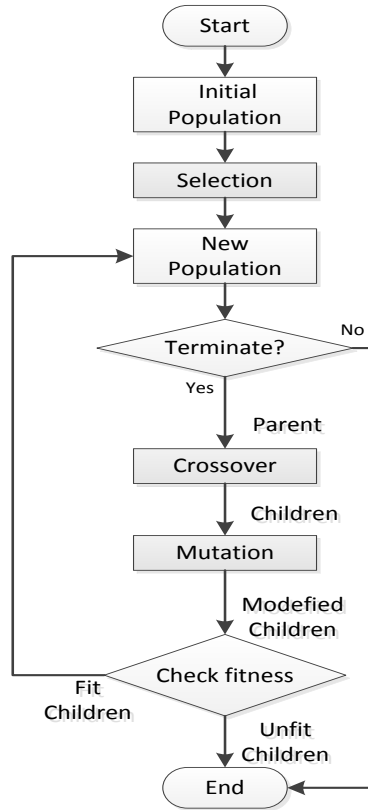 Start
Initial
Population
Selection
New
Population
Terminate?
No
Yes
Parent
Crossover
Children
Mutation
Modefied
Children
Check fitness
Fit
Children
Unfit
Children
End